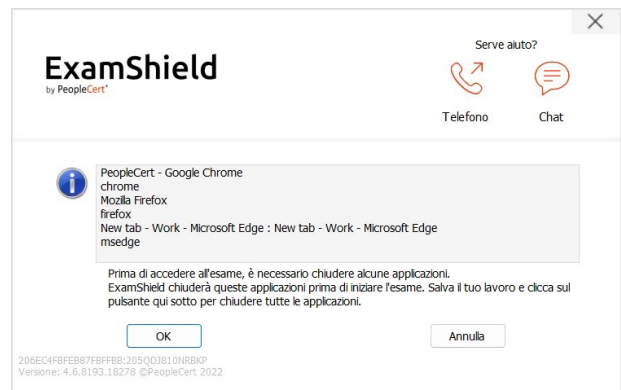 Serve aiuto?
ExamShield
by PeopleCert
Telefono
Chat
PeopleCert - Google Chrome
chrome
Mozilla Firefox
firefox
New tab - Work - Microsoft Edge : New tab - Work - Microsoft Edge
msedge
Prima di accedere all'esame, è necessario chiudere alcune applicazioni.
ExamShield chiuderà queste applicazioni prima di iniziare l'esame. Salva il tuo lavoro e clicca sul
pulsante qui sotto per chiudere tutte le applicazioni.
OK
Annulla
206EC4FBFEB87FBFFBB:205QDJ810NRBKP
Versione: 4.6.8193.18278 ©PeopleCert 2022